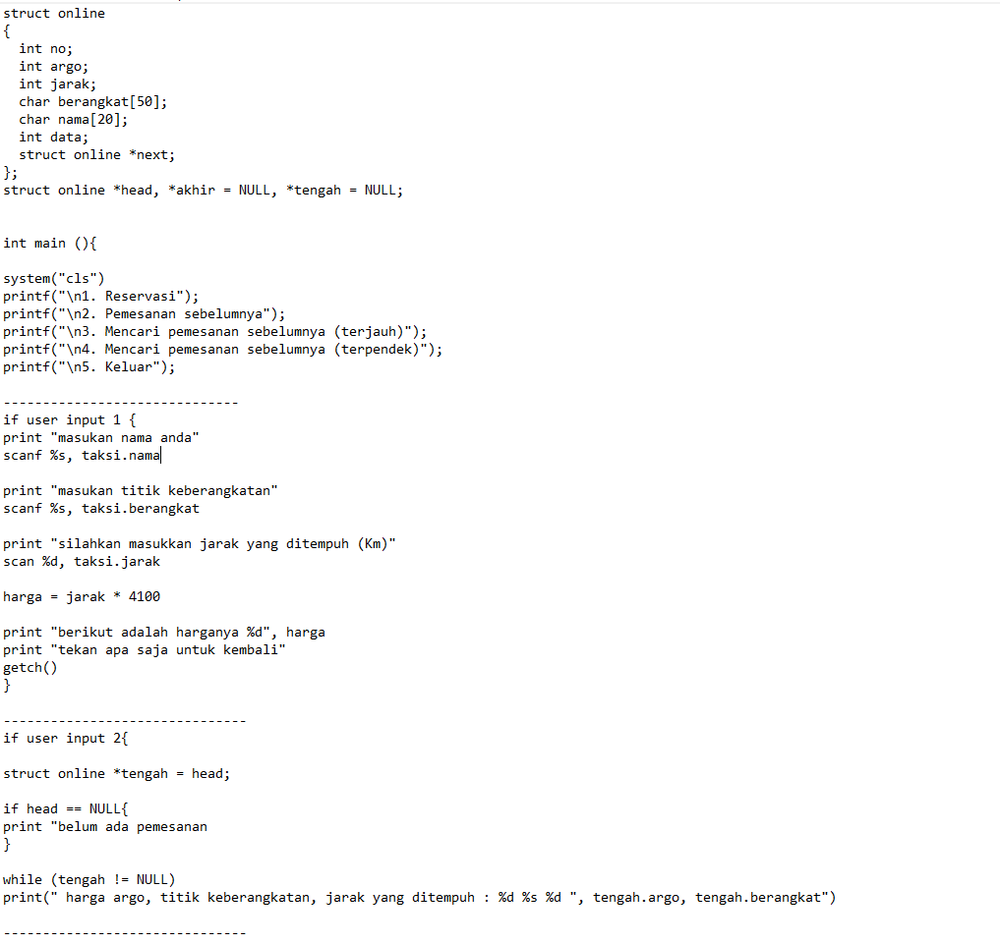 struct online
{
int no;
int argo;
int jarak;
char berangkat[50];
char nama[20];
int data;
struct online *next;
};
struct online *head, *akhir = NULL, *tengah = NULL;
int main (){
system("cls")
printf("\n1. Reservasi");
printf("\n2. Pemesanan sebelumnya");
printf("\n3. Mencari pemesanan sebelumnya (terjauh)");
printf("\n4. Mencari pemesanan sebelumnya (terpendek)");
printf("\n5. Keluar");
------------------------------
if user input 1 {
print "masukan nama anda"
scanf %s, taksi.nama
print "masukan titik keberangkatan"
scanf %s, taksi.berangkat
print "silahkan masukkan jarak yang ditempuh (Km)"
scan %d, taksi.jarak
harga = jarak * 4100
print "berikut adalah harganya %d", harga
print "tekan apa saja untuk kembali"
getch()
}
-------------------------------
if user input 2{
struct online *tengah = head;
if head == NULL{
print "belum ada pemesanan
}
while (tengah != NULL)
print(" harga argo, titik keberangkatan, jarak yang ditempuh : %d %s %d ", tengah.argo, tengah.berangkat")
-------------------------------